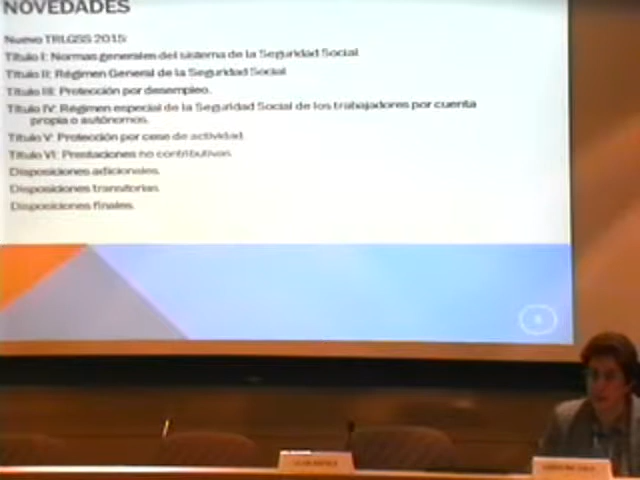 NOVEDADES
Nuevo TRLGSS 2015:
Título I: Normas generales del sistema de la Seguridad Social
Título II: Régimen General de la Seguridad Social
Título III: Protección por desempleo.
Título IV: Régimen especial de la Seguridad Social de los trabajadores por cuenta
propia o autónomos.
Título V: Protección por cese de actividad.
Título VI: Prestaciones no contributivas.
Disposiciones adicionales.
Disposiciones transitorias.
Disposiciones finales.